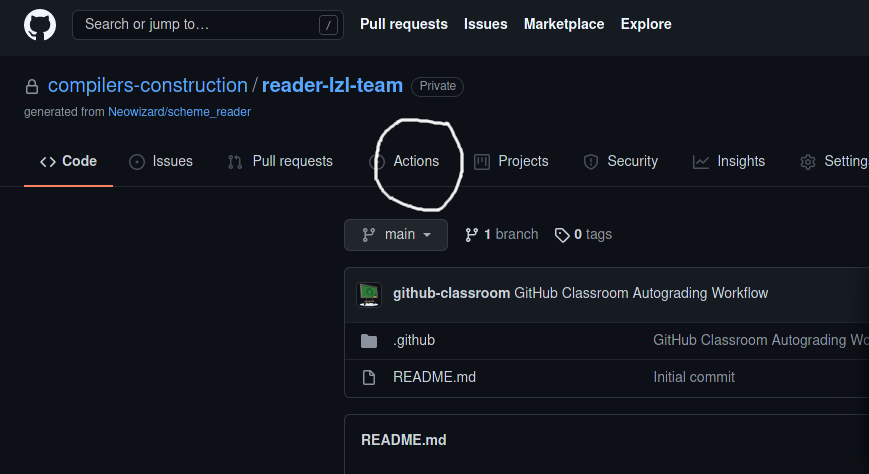 Search or jump to… / Pull requests Issues Marketplace Explore
compilers-construction / reader-lzl-team Private
generated from Neowizard/scheme_reader
Code Issues Pull requests Actions Projects Security Insights Setting
main 1 branch 0 tags
github-classroom GitHub Classroom Autograding Workflow
.github GitHub Classroom Autograding Wo
README.md Initial commit
README.md